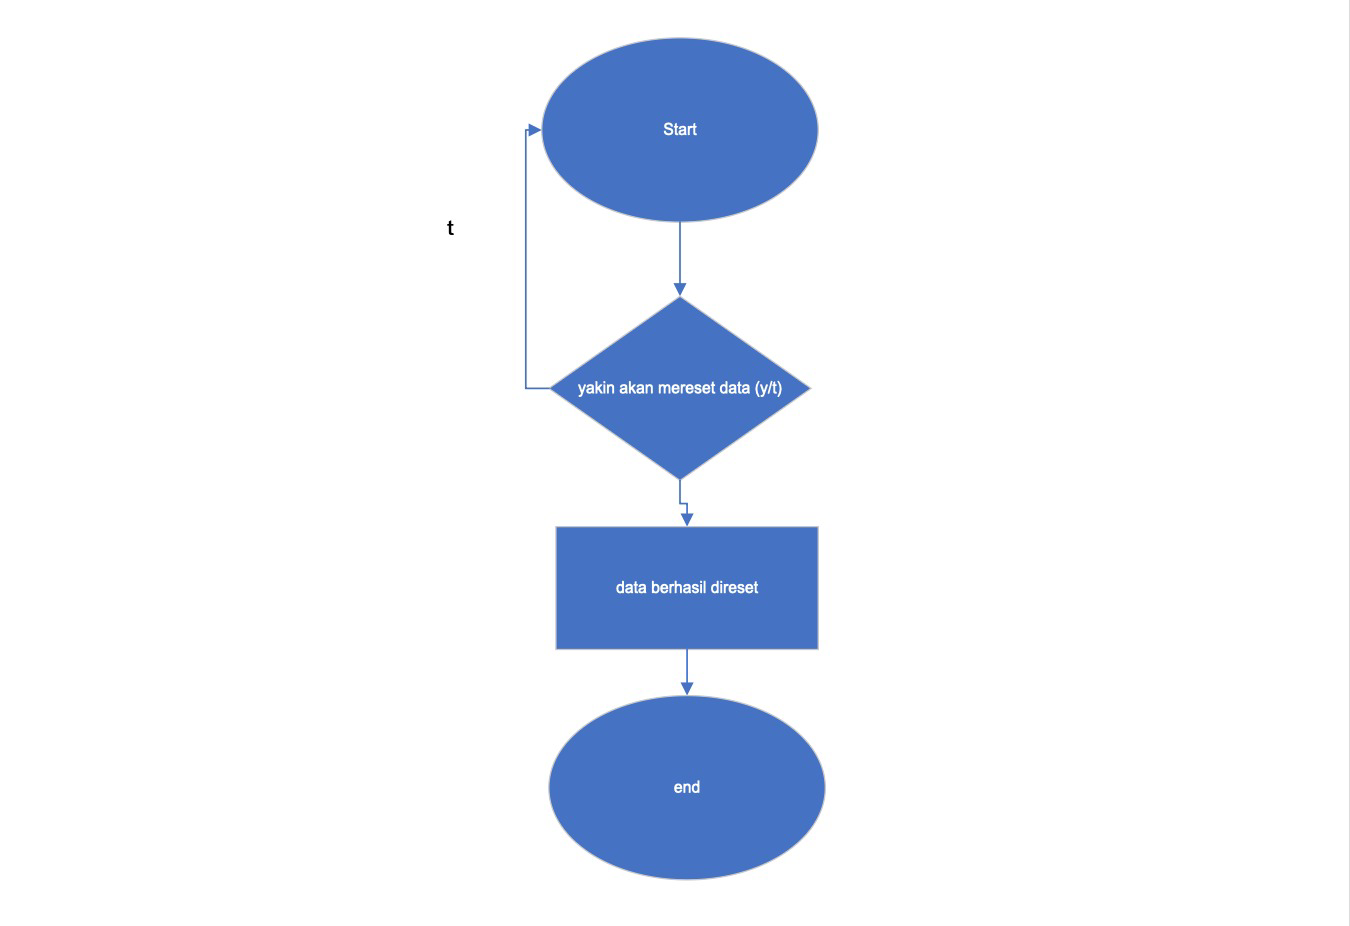 Start
t
yakin akan mereset data (y/t)
data berhasil direset
end